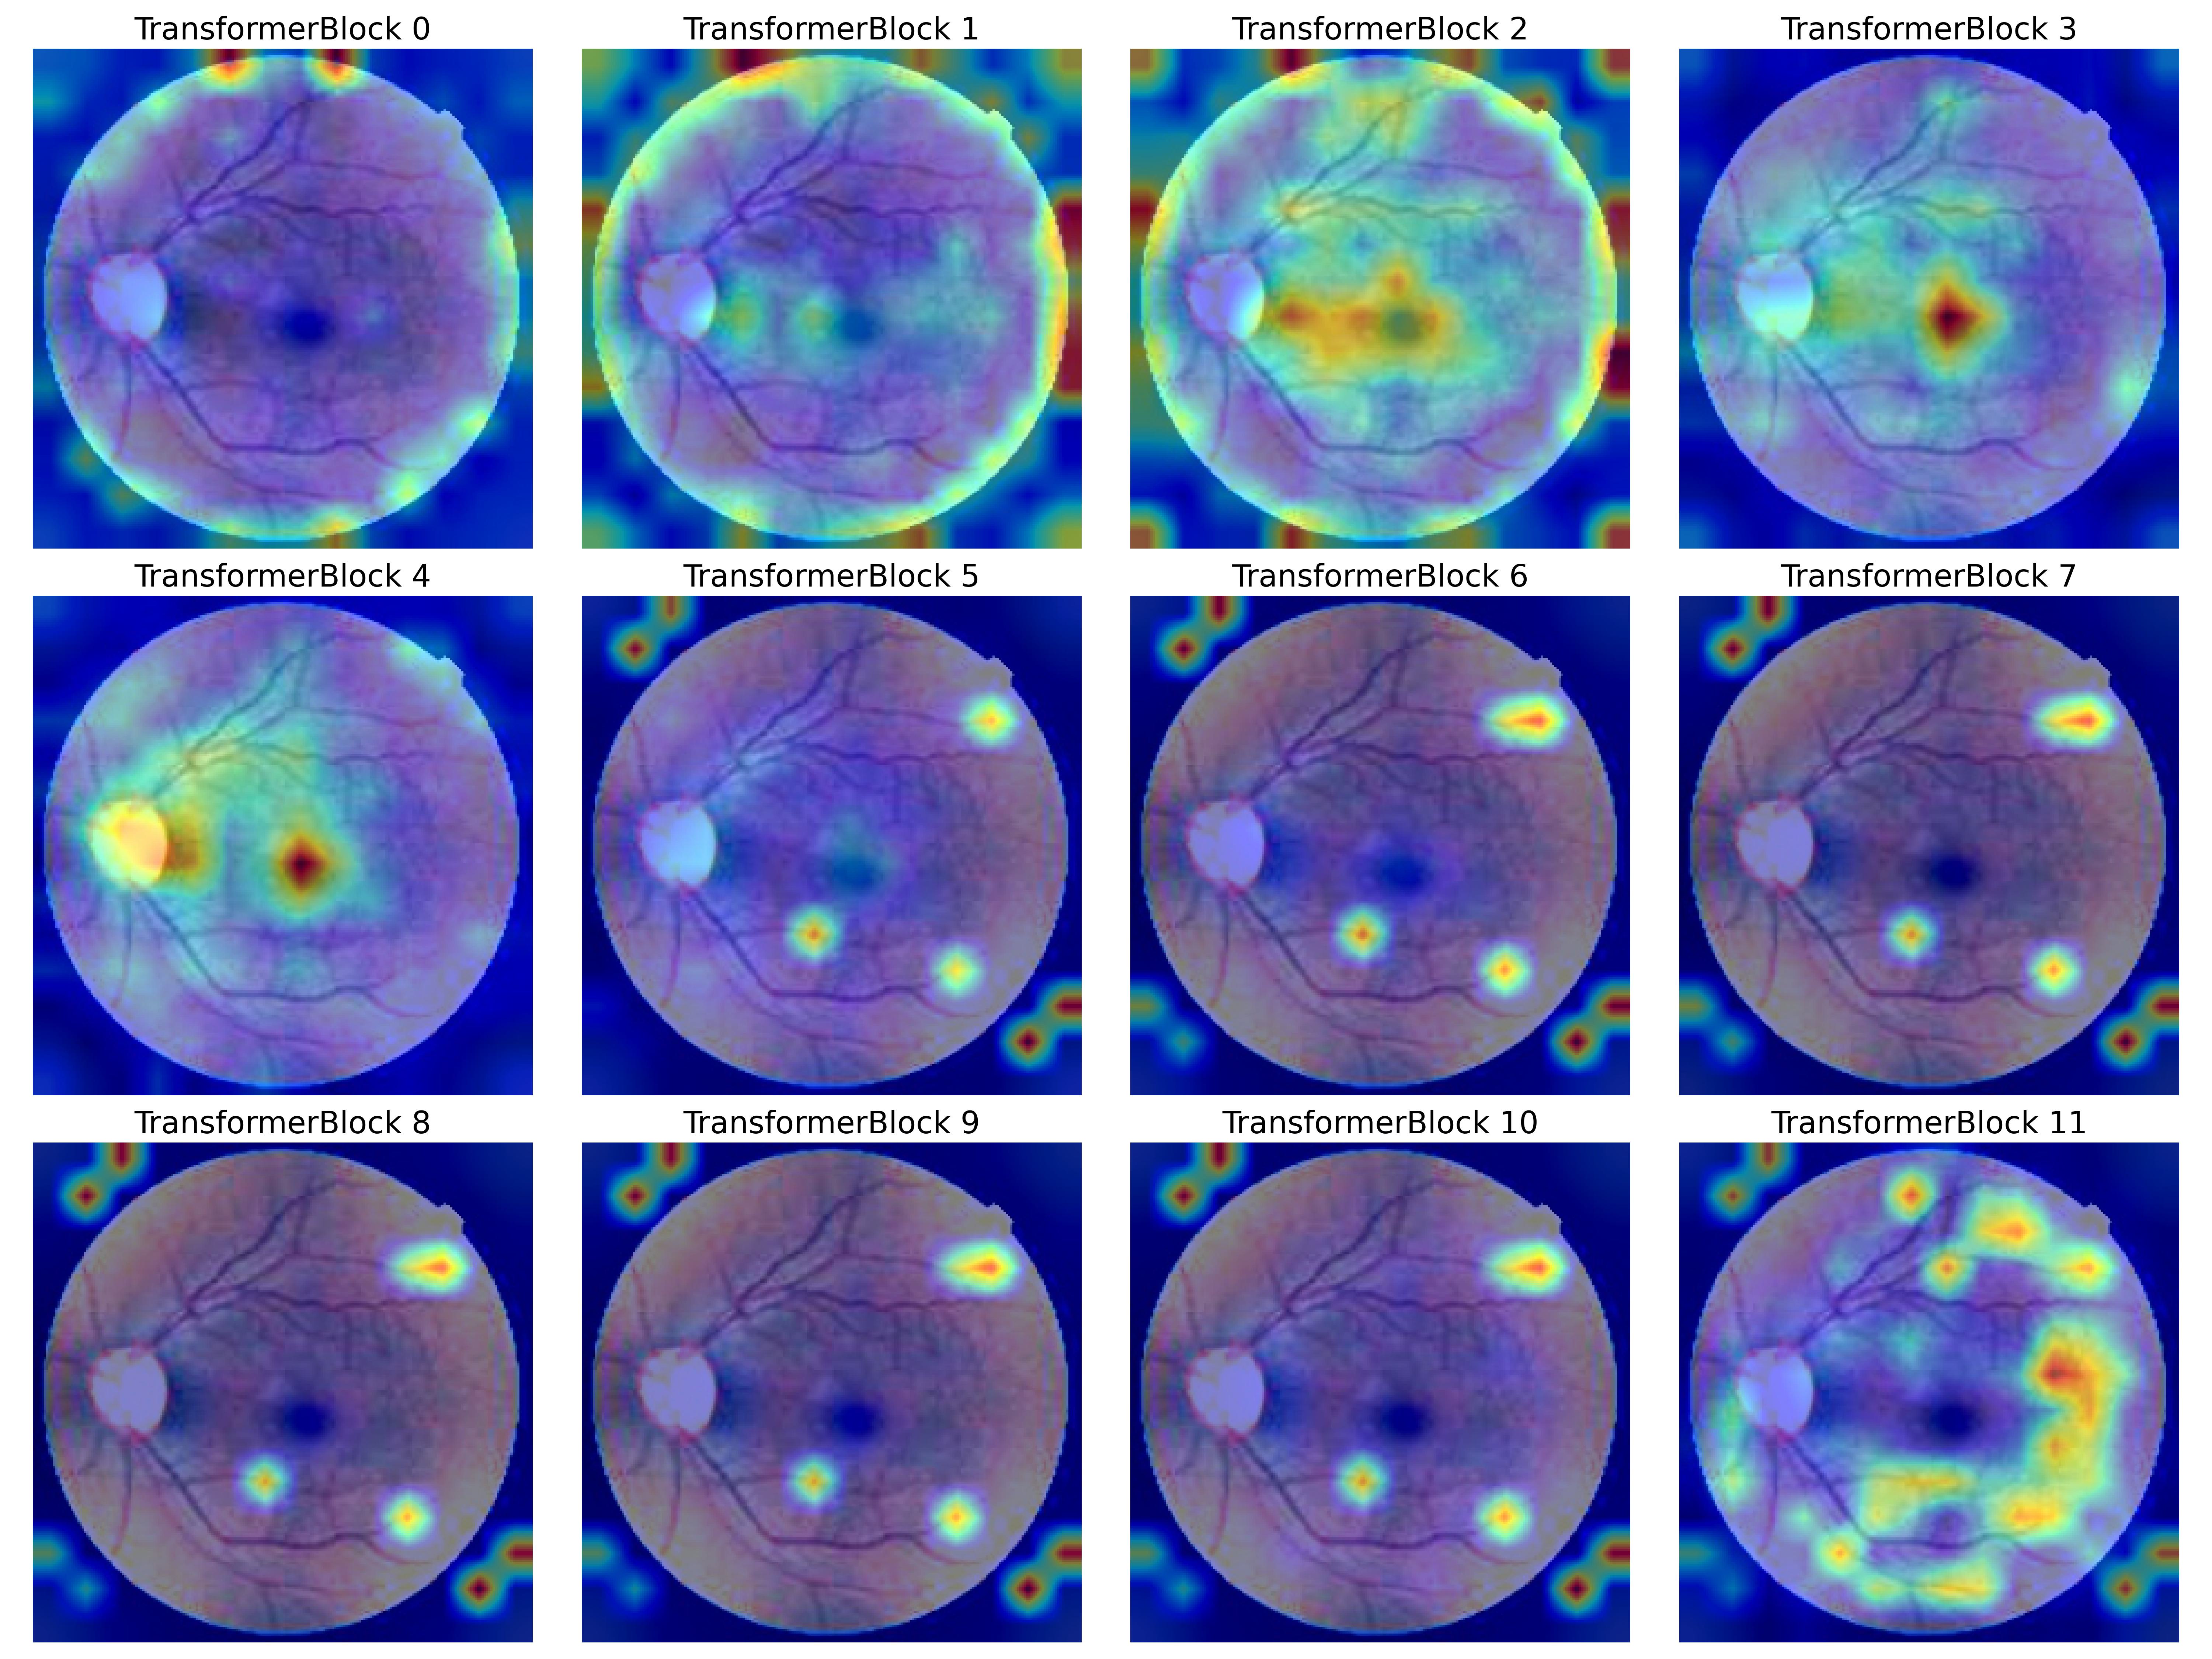 TransformerBlock 0
TransformerBlock 1
TransformerBlock 2
TransformerBlock 3
TransformerBlock 4
TransformerBlock 5
TransformerBlock 6
TransformerBlock 7
TransformerBlock 8
TransformerBlock 9
TransformerBlock 10
TransformerBlock 11